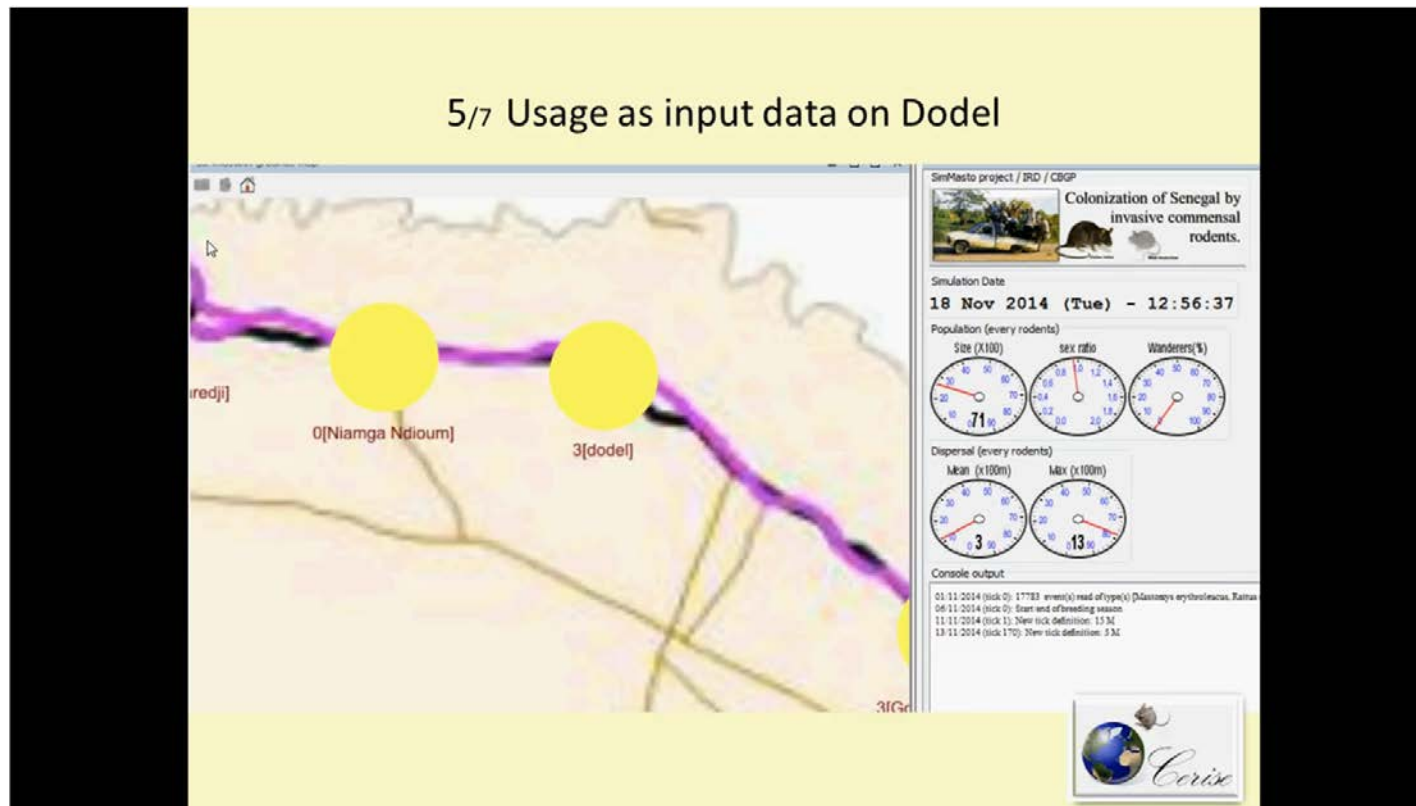 5/7 Usage as input data on Dodel
SimMasto project / IRD / CBGP
Colonization of Senegal by
invasive commensal
rodents.
Simulation Date
18 Nov 2014 (Tue) - 12:56:37
Population (every rodents)
Size (X100) sex ratio Wanderers(%)
71
Dispersal (every rodents)
Mean (x100m) Max (x100m)
3 13
Console output
01/11/2014 (tick 0): 17783 event(s) read of type(s) [Mastomys erythroleucus, Rattus
06/11/2014 (tick 0): Start end of breeding season
11/11/2014 (tick 1): New tick definition: 15 M
13/11/2014 (tick 170): New tick definition: 5 M
redji]
0[Niamga Ndioum]
3[dodel]
Cerise